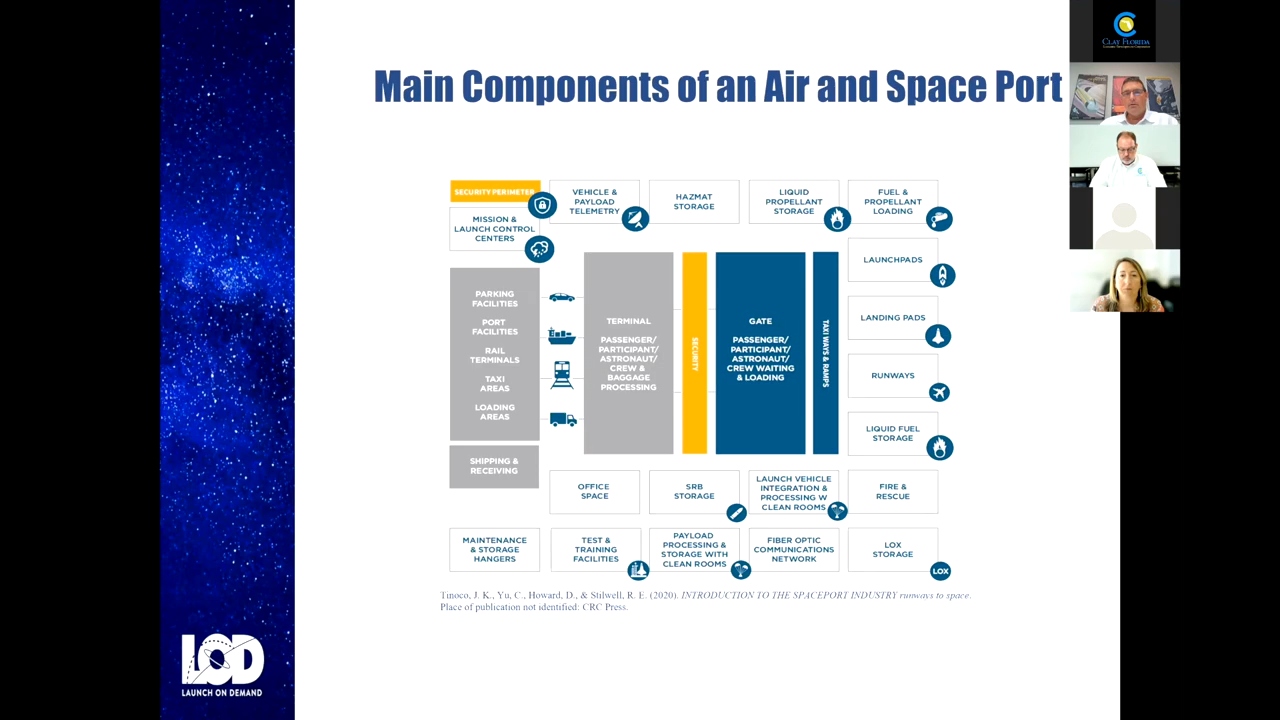 Main Components of an Air and Space Port
CLAY FLORIDA
SECURITY PERIMETER
MISSION &
LAUNCH CONTROL
CENTERS
VEHICLE &
PAYLOAD
TELEMETRY
HAZMAT
STORAGE
LIQUID
PROPELLANT
STORAGE
FUEL &
PROPELLANT
LOADING
PARKING
FACILITIES
PORT
FACILITIES
RAIL
TERMINALS
TAXI
AREAS
LOADING
AREAS
SHIPPING &
RECEIVING
TERMINAL
PASSENGER/
PARTICIPANT/
ASTRONAUT/
CREW &
BAGGAGE
PROCESSING
SECURITY
GATE
PASSENGER/
PARTICIPANT/
ASTRONAUT/
CREW WAITING
& LOADING
TAXI WAYS & RAMPS
LAUNCHPADS
LANDING PADS
RUNWAYS
LIQUID FUEL
STORAGE
OFFICE
SPACE
SRB
STORAGE
LAUNCH VEHICLE
INTEGRATION &
PROCESSING W
CLEAN ROOMS
FIRE &
RESCUE
MAINTENANCE
& STORAGE
HANGERS
TEST &
TRAINING
FACILITIES
PAYLOAD
PROCESSING &
STORAGE WITH
CLEAN ROOMS
FIBER OPTIC
COMMUNICATIONS
NETWORK
LOX
STORAGE
LOX
Tinoco, J. K., Yu, C., Howard, D., & Stilwell, R. E. (2020). INTRODUCTION TO THE SPACEPORT INDUSTRY runways to space.
Place of publication not identified: CRC Press.
LOD
LAUNCH ON DEMAND